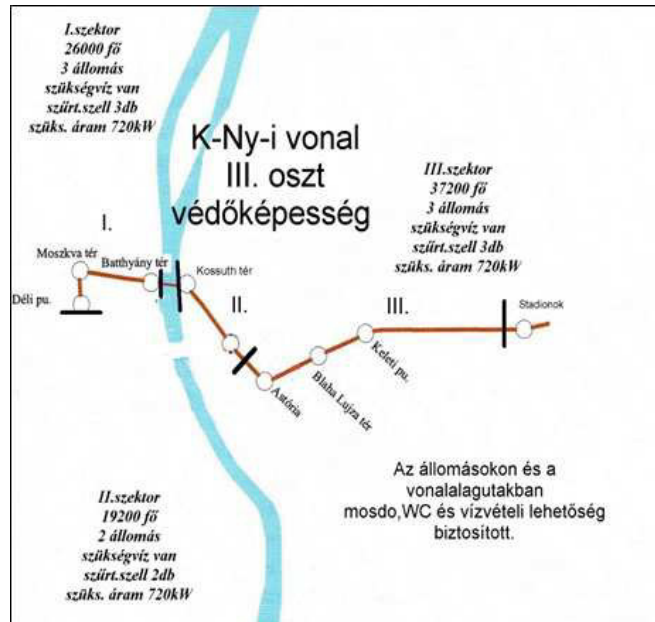 I.szektor
26000 fő
3 állomás
szükségvíz van
szűrt.szell 3db
szüks. áram 720kW
K-Ny-i vonal
III. oszt
védőképesség
III.szektor
37200 fő
3 állomás
szükségvíz van
szűrt.szell 3db
szüks. áram 720kW
I.
Moszkva tér
Batthyány tér
Kossuth tér
Déli pu.
II.
III.
Stadionok
Astória
Blaha Lujza tér
Keleti pu.
II.szektor
19200 fő
2 állomás
szükségvíz van
szűrt.szell 2db
szüks. áram 720kW
Az állomásokon és a
vonalalagutakban
mosdo,WC és vízvételi lehetőség
biztosított.